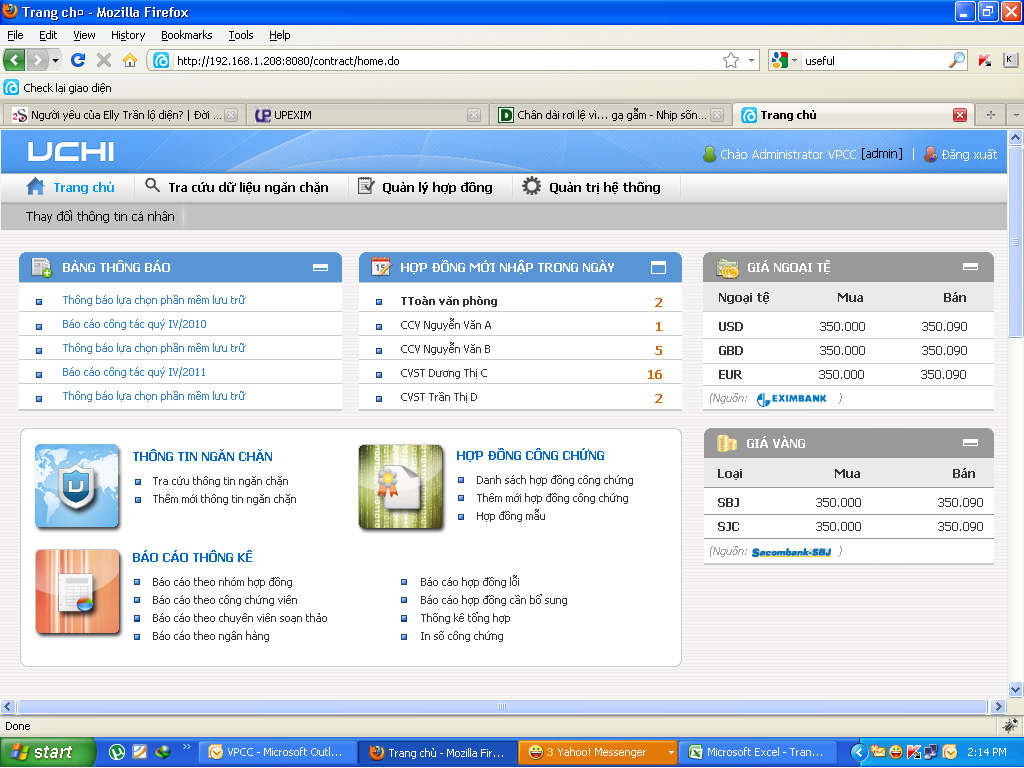 Trang ch¤ - Mozilla Firefox
File Edit View History Bookmarks Tools Help
http://192.168.1.208:8080/contract/home.do
useful
Check lại giao diện
Người yêu của Elly Trần lộ diện? | Đời ...
UPEXIM
Chân dài rơi lệ vì... gạ gẫm - Nhịp sốn...
Trang chủ
UCHI
Chào Administrator VPCC [admin] | Đăng xuất
Trang chủ
Tra cứu dữ liệu ngăn chặn
Quản lý hợp đồng
Quản trị hệ thống
Thay đổi thông tin cá nhân
BẢNG THÔNG BÁO
Thông báo lựa chọn phần mềm lưu trữ
Báo cáo công tác quý IV/2010
Thông báo lựa chọn phần mềm lưu trữ
Báo cáo công tác quý IV/2011
Thông báo lựa chọn phần mềm lưu trữ
HỢP ĐỒNG MỚI NHẬP TRONG NGÀY
TToàn văn phòng 2
CCV Nguyễn Văn A 1
CCV Nguyễn Văn B 5
CVST Dương Thị C 16
CVST Trần Thị D 2
GIÁ NGOẠI TỆ
Ngoại tệ Mua Bán
USD 350.000 350.090
GBD 350.000 350.090
EUR 350.000 350.090
(Nguồn: EXIMBANK )
THÔNG TIN NGĂN CHẶN
Tra cứu thông tin ngăn chặn
Thêm mới thông tin ngăn chặn
HỢP ĐỒNG CÔNG CHỨNG
Danh sách hợp đồng công chứng
Thêm mới hợp đồng công chứng
Hợp đồng mẫu
GIÁ VÀNG
Loại Mua Bán
SBJ 350.000 350.090
SJC 350.000 350.090
(Nguồn: Sacombank-SBJ )
BÁO CÁO THỐNG KÊ
Báo cáo theo nhóm hợp đồng
Báo cáo theo công chứng viên
Báo cáo theo chuyên viên soạn thảo
Báo cáo theo ngân hàng
Báo cáo hợp đồng lỗi
Báo cáo hợp đồng cần bổ sung
Thống kê tổng hợp
In sổ công chứng
Done
start
VPCC - Microsoft Outl...
Trang chủ - Mozilla Fir...
3 Yahoo! Messenger
Microsoft Excel - Tran...
2:14 PM